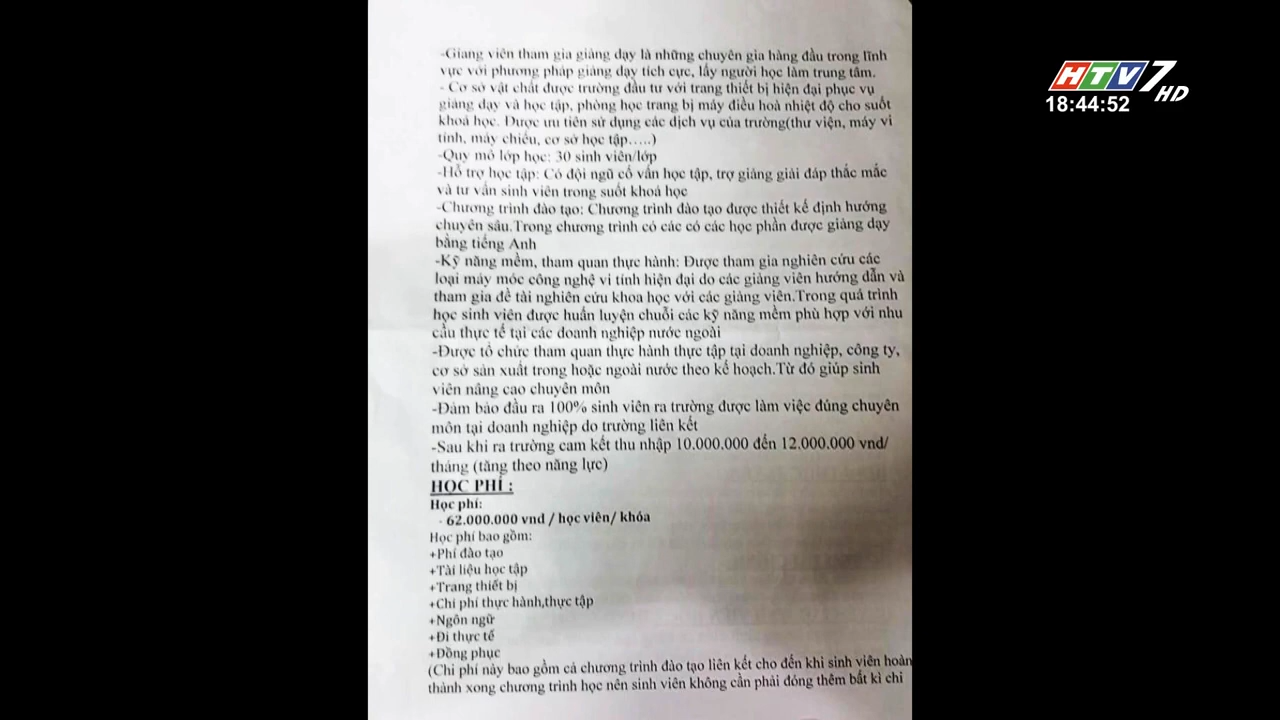 -Giảng viên tham gia giảng dạy là những chuyên gia hàng đầu trong lĩnh
vực với phương pháp giảng dạy tích cực, lấy người học làm trung tâm.
- Cơ sở vật chất được trường đầu tư với trang thiết bị hiện đại phục vụ
giảng dạy và học tập, phòng học trang bị máy điều hoà nhiệt độ cho suốt
khoá học. Được ưu tiên sử dụng các dịch vụ của trường(thư viện, máy vi
tính, máy chiếu, cơ sở học tập…..)
-Quy mô lớp học: 30 sinh viên/lớp
-Hỗ trợ học tập: Có đội ngũ cố vấn học tập, trợ giảng giải đáp thắc mắc
và tư vấn sinh viên trong suốt khoá học
-Chương trình đào tạo: Chương trình đào tạo được thiết kế định hướng
chuyên sâu.Trong chương trình có các có các học phần được giảng dạy
bằng tiếng Anh
-Kỹ năng mềm, tham quan thực hành: Được tham gia nghiên cứu các
loại máy móc công nghệ vi tính hiện đại do các giảng viên hướng dẫn và
tham gia đề tài nghiên cứu khoa học với các giảng viên.Trong quá trình
học sinh viên được huấn luyện chuỗi các kỹ năng mềm phù hợp với nhu
cầu thực tế tại các doanh nghiệp nước ngoài
-Được tổ chức tham quan thực hành thực tập tại doanh nghiệp, công ty,
cơ sở sản xuất trong hoặc ngoài nước theo kế hoạch.Từ đó giúp sinh
viên nâng cao chuyên môn
-Đảm bảo đầu ra 100% sinh viên ra trường được làm việc đúng chuyên
môn tại doanh nghiệp do trường liên kết
-Sau khi ra trường cam kết thu nhập 10.000.000 đến 12.000.000 vnđ/
tháng (tăng theo năng lực)
HỌC PHÍ :
Học phí:
- 62.000.000 vnđ / học viên/ khóa
Học phí bao gồm:
+Phí đào tạo
+Tài liệu học tập
+Trang thiết bị
+Chi phí thực hành,thực tập
+Ngôn ngữ
+Đi thực tế
+Đồng phục
(Chi phí này bao gồm cả chương trình đào tạo liên kết cho đến khi sinh viên hoàn
thành xong chương trình học nên sinh viên không cần phải đóng thêm bất kì chi
HTV7 HD
18:44:52